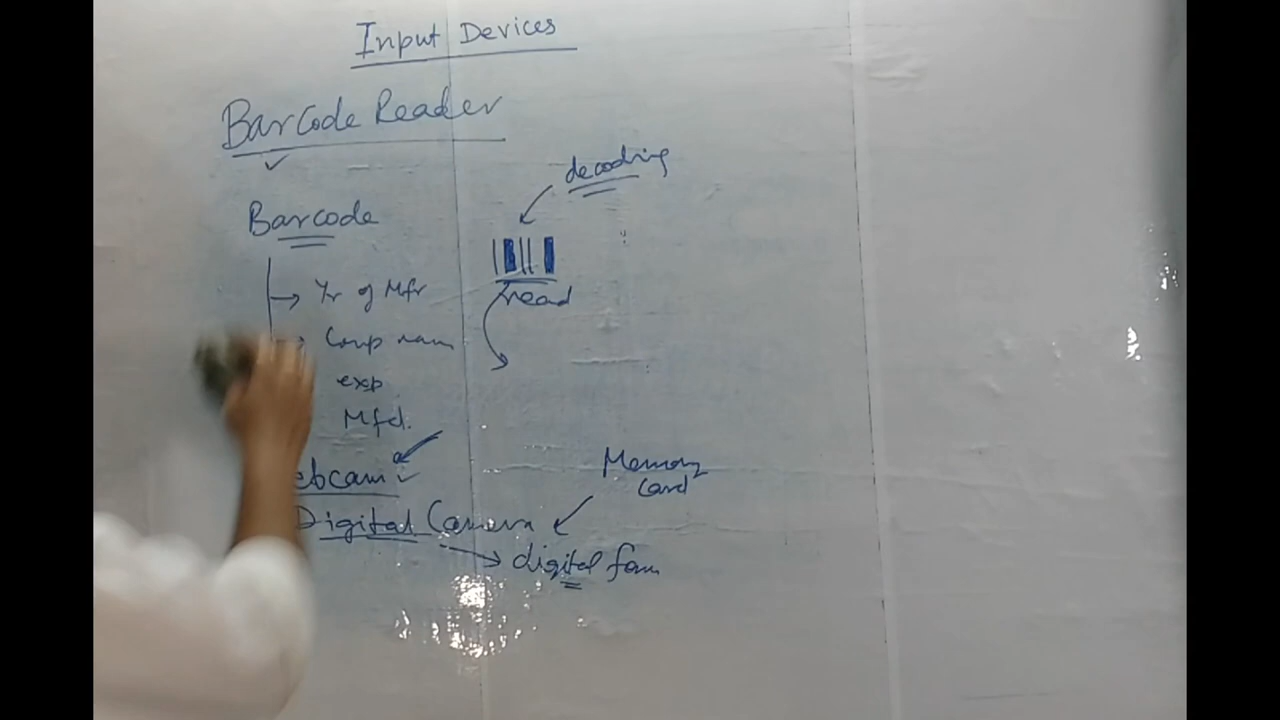 Input Devices
BarCode Reader
decoding
Barcode
read
Yr of Mfr
Comp nam
exp
Mfd.
ebcam
Memory
Card
Digital Camera
digital fom